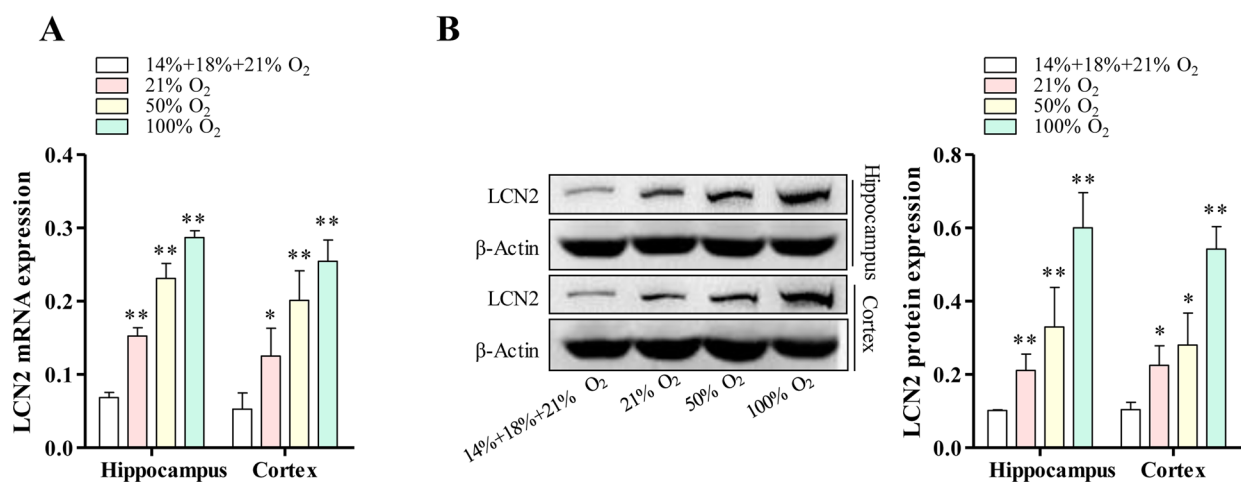 A
14%+18%+21% O₂
21% O₂
50% O₂
100% O₂
LCN2 mRNA expression
0.4
0.3
0.2
0.1
0.0
** ** ** * ** **
Hippocampus Cortex
B
LCN2
β-Actin
LCN2
β-Actin
Hippocampus
Cortex
14%+18%+21% O₂
21% O₂
50% O₂
100% O₂
14%+18%+21% O₂
21% O₂
50% O₂
100% O₂
LCN2 protein expression
0.8
0.6
0.4
0.2
0.0
** ** ** * * **
Hippocampus Cortex